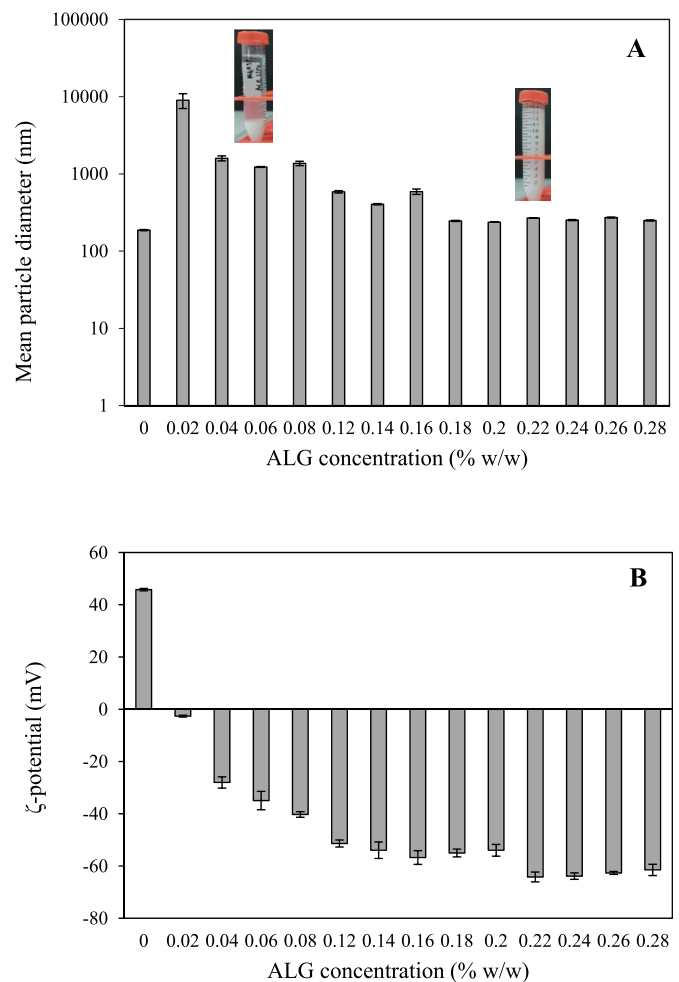 A
Mean particle diameter (nm)
100000
10000
1000
100
10
1
0 0.02 0.04 0.06 0.08 0.12 0.14 0.16 0.18 0.2 0.22 0.24 0.26 0.28
ALG concentration (% w/w)
B
ζ-potential (mV)
60
40
20
0
-20
-40
-60
-80
0 0.02 0.04 0.06 0.08 0.12 0.14 0.16 0.18 0.2 0.22 0.24 0.26 0.28
ALG concentration (% w/w)